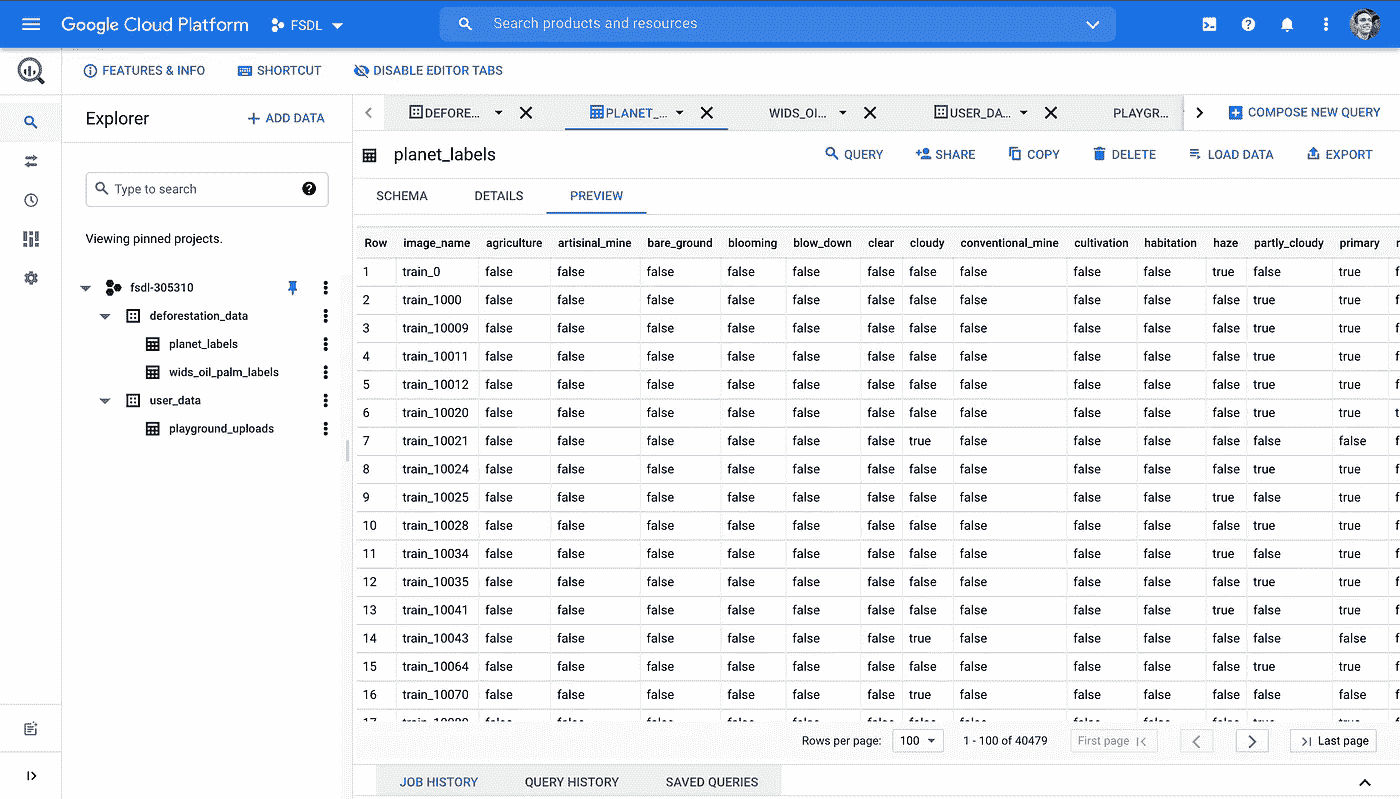 Google Cloud Platform FSDL Search products and resources
FEATURES & INFO SHORTCUT DISABLE EDITOR TABS
Explorer + ADD DATA
Type to search
Viewing pinned projects.
fsdl-305310
deforestation_data
planet_labels
wids_oil_palm_labels
user_data
playground_uploads
DEFORE... PLANET_... WIDS_OI... USER_DA... PLAYGR... COMPOSE NEW QUERY
planet_labels QUERY SHARE COPY DELETE LOAD DATA EXPORT
SCHEMA DETAILS PREVIEW
Row image_name agriculture artisinal_mine bare_ground blooming blow_down clear cloudy conventional_mine cultivation habitation haze partly_cloudy primary
1 train_0 false false false false false false false false false false true false true
2 train_1000 false false false false false false false false false false false true true
3 train_10009 false false false false false false false false false false false true true
4 train_10011 false false false false false false false false false false false true true
5 train_10012 false false false false false false false false false false false true true
6 train_10020 false false false false false false false false false false false true true
7 train_10021 false false false false false false true false false false false false false
8 train_10024 false false false false false false false false false false false true true
9 train_10025 false false false false false false false false false false true false true
10 train_10028 false false false false false false false false false false false true true
11 train_10034 false false false false false false false false false false true false true
12 train_10035 false false false false false false false false false false false true true
13 train_10041 false false false false false false false false false false true false true
14 train_10043 false false false false false false true false false false false false false
15 train_10064 false false false false false false false false false false false true true
16 train_10070 false false false false false false true false false false false false false
Rows per page: 100 1 - 100 of 40479 First page Last page
JOB HISTORY QUERY HISTORY SAVED QUERIES